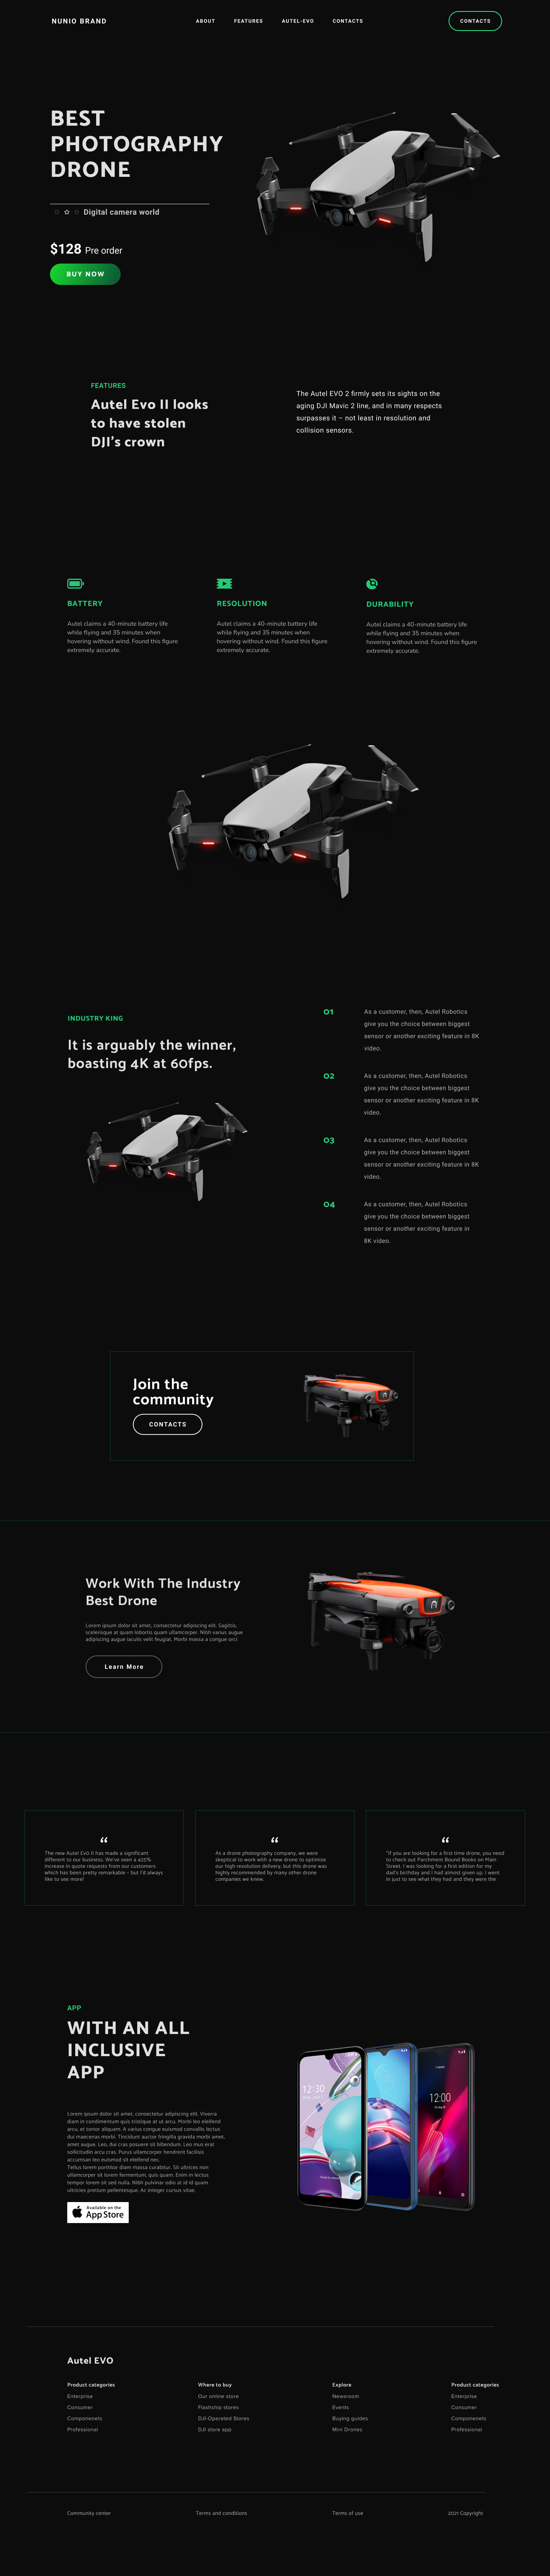 NUNIO BRAND
ABOUT FEATURES AUTEL-EVO CONTACTS
CONTACTS
BEST
PHOTOGRAPHY
DRONE
Digital camera world
$128 Pre order
BUY NOW
FEATURES
Autel Evo II looks
to have stolen
DJI's crown
The Autel EVO 2 firmly sets its sights on the
aging DJI Mavic 2 line, and in many respects
surpasses it – not least in resolution and
collision sensors.
BATTERY
Autel claims a 40-minute battery life
while flying and 35 minutes when
hovering without wind. Found this figure
extremely accurate.
RESOLUTION
Autel claims a 40-minute battery life
while flying and 35 minutes when
hovering without wind. Found this figure
extremely accurate.
DURABILITY
Autel claims a 40-minute battery life
while flying and 35 minutes when
hovering without wind. Found this figure
extremely accurate.
INDUSTRY KING
It is arguably the winner,
boasting 4K at 60fps.
01
As a customer, then, Autel Robotics
give you the choice between biggest
sensor or another exciting feature in 8K
video.
02
As a customer, then, Autel Robotics
give you the choice between biggest
sensor or another exciting feature in 8K
video.
03
As a customer, then, Autel Robotics
give you the choice between biggest
sensor or another exciting feature in 8K
video.
04
As a customer, then, Autel Robotics
give you the choice between biggest
sensor or another exciting feature in
8K video.
Join the
community
CONTACTS
Work With The Industry
Best Drone
Lorem ipsum dolor sit amet, consectetur adipiscing elit. Sagittis,
scelerisque at quam lobortis quam ullamcorper. Nibh varius augue
adipiscing augue iaculis velit feugiat. Morbi massa a congue orci
Learn More
“
The new Autel Ev0 II has made a significant
different to our business. We've seen a 425%
increase in quote requests from our customers
which has been pretty remarkable - but I'd always
like to see more!
“
As a drone photography company, we were
skeptical to work with a new drone to optimize
our high resolution delivery, but this drone was
highly recommended by many other drone
companies we knew.
“
"If you are looking for a first time drone, you need
to check out Parchment Bound Books on Main
Street. I was looking for a first edition for my
dad's birthday and I had almost given up. I went
in just to see what they had and they were the
APP
WITH AN ALL
INCLUSIVE
APP
Lorem ipsum dolor sit amet, consectetur adipiscing elit. Viverra
diam in condimentum quis tristique at ut arcu. Morbi leo eleifend
arcu, et tortor aliquam. A varius congue euismod convallis lectus
dui maecenas morbi. Tincidunt auctor fringilla gravida morbi amet,
amet augue. Leo, dui cras posuere sit bibendum. Leo mus erat
sollicitudin arcu cras. Purus ullamcorper hendrerit facilisis
accumsan leo euismod sit eleifend nec.
Tellus lorem porttitor diam massa curabitur. Sit ultrices non
ullamcorper sit lorem fermentum, quis quam. Enim in lectus
tempor lorem sit sed nulla. Nibh pulvinar odio at id id quam
ultricies pretium pellentesque. Ac integer cursus vitae.
Available on the
App Store
12:30
12:00
Autel EVO
Product categories
Enterprise
Consumer
Componenets
Professional
Where to buy
Our online store
Flashship stores
DJI-Operated Stores
DJI store app
Explore
Newsroom
Events
Buying guides
Mini Drones
Product categories
Enterprise
Consumer
Componenets
Professional
Community center
Terms and conditions
Terms of use
2021 Copyright